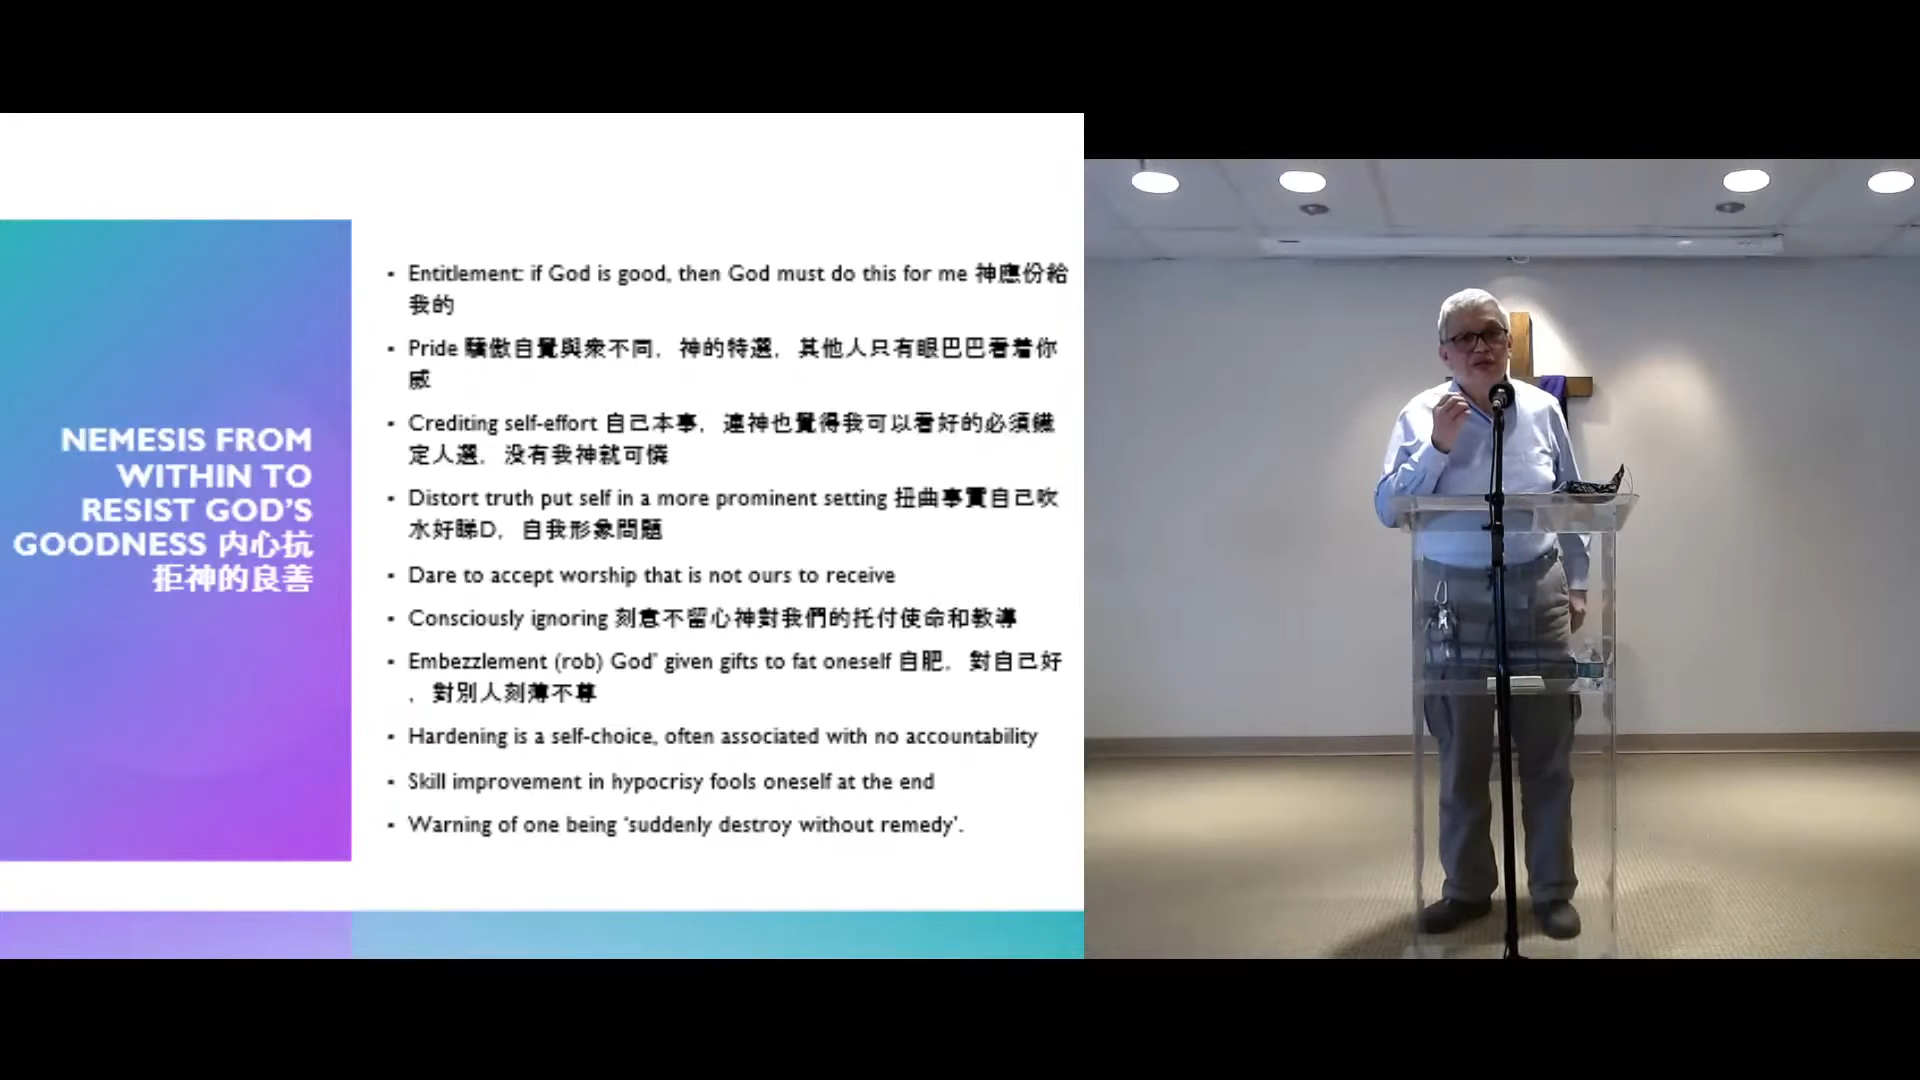 NEMESIS FROM
WITHIN TO
RESIST GOD'S
GOODNESS 內心抗
拒神的良善
• Entitlement: if God is good, then God must do this for me 神應份給
我的
• Pride 驕傲自覺與衆不同，神的特選，其他人只有眼巴巴看着你
威
• Crediting self-effort 自己本事，連神也覺得我可以看好的必須鐵
定人選，没有我神就可憐
• Distort truth put self in a more prominent setting 扭曲事實自己吹
水好睇D，自我形象問題
• Dare to accept worship that is not ours to receive
• Consciously ignoring 刻意不留心神對我們的托付使命和教導
• Embezzlement (rob) God' given gifts to fat oneself 自肥，對自己好
，對別人刻薄不尊
• Hardening is a self-choice, often associated with no accountability
• Skill improvement in hypocrisy fools oneself at the end
• Warning of one being 'suddenly destroy without remedy'.